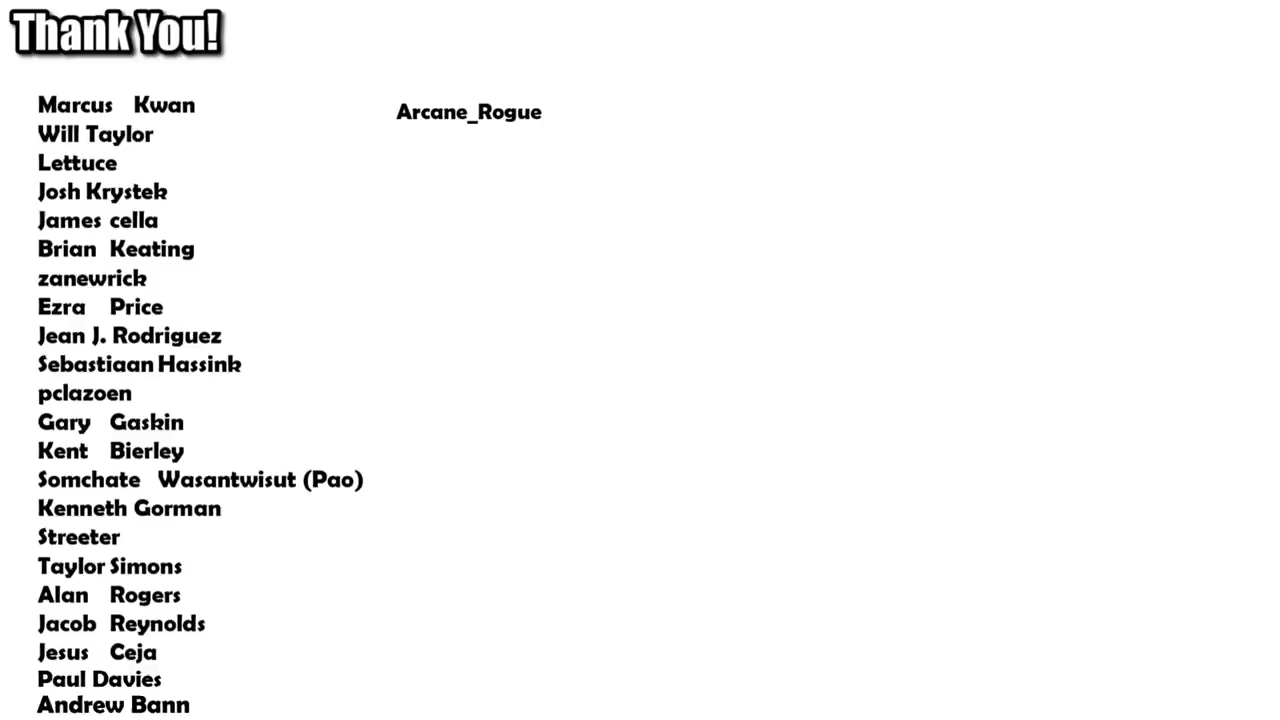 Thank You!
Marcus Kwan
Will Taylor
Lettuce
Josh Krystek
James cella
Brian Keating
zanewrick
Ezra Price
Jean J. Rodriguez
Sebastiaan Hassink
pclazoen
Gary Gaskin
Kent Bierley
Somchate Wasantwisut (Pao)
Kenneth Gorman
Streeter
Taylor Simons
Alan Rogers
Jacob Reynolds
Jesus Ceja
Paul Davies
Andrew Bann
Arcane_Rogue